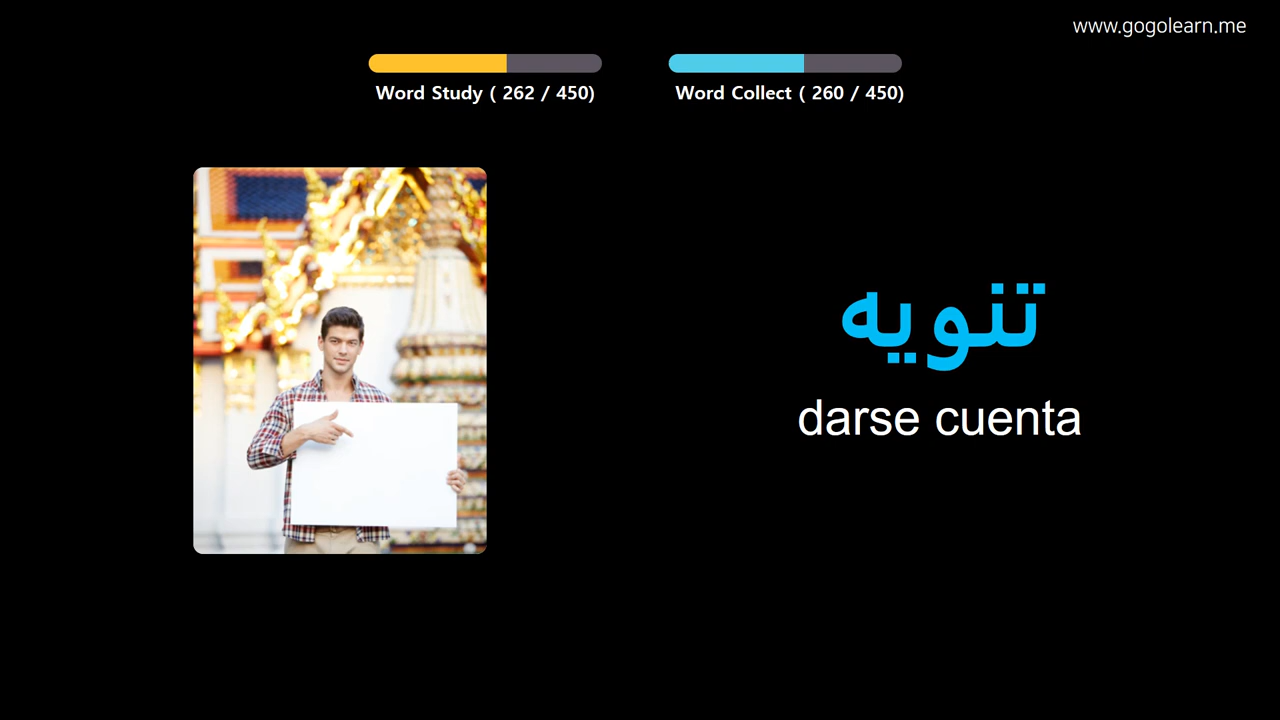 www.gogolearn.me
Word Study ( 262 / 450)
Word Collect ( 260 / 450)
تنويه
darse cuenta